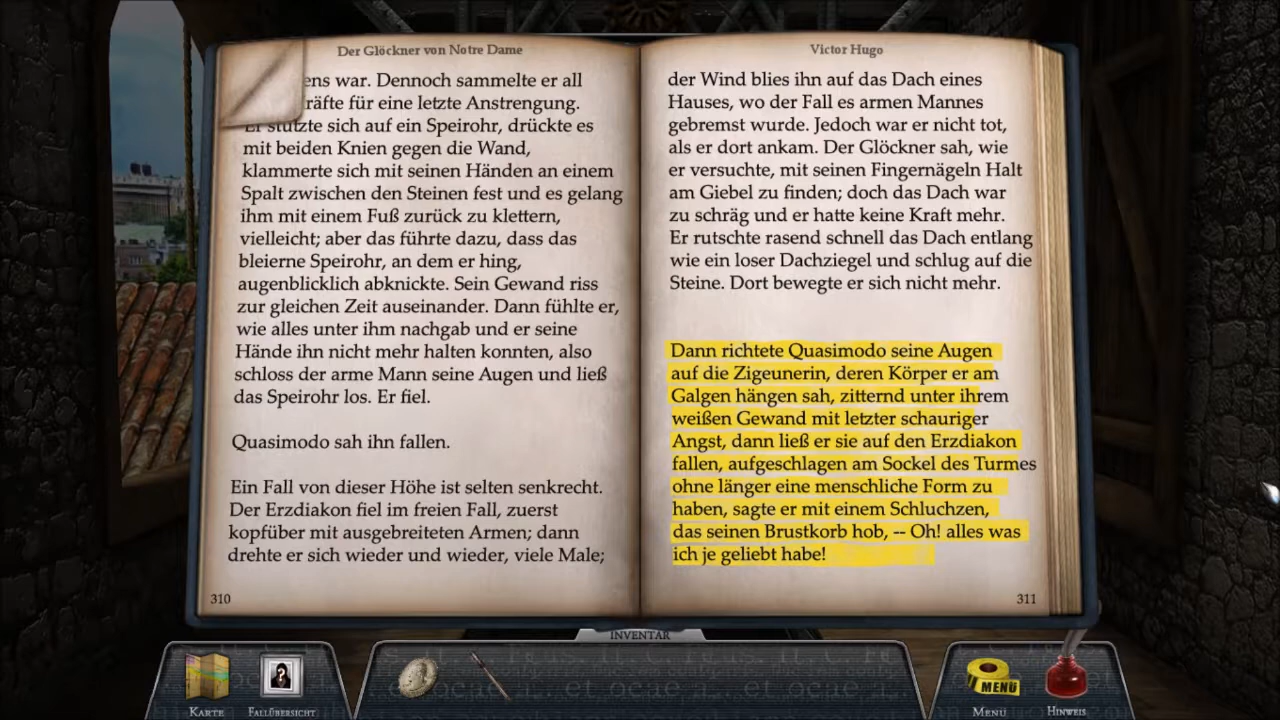 Der Glöckner von Notre Dame
ens war. Dennoch sammelte er all
räfte für eine letzte Anstrengung.
Er stützte sich auf ein Speirohr, drückte es
mit beiden Knien gegen die Wand,
klammerte sich mit seinen Händen an einem
Spalt zwischen den Steinen fest und es gelang
ihm mit einem Fuß zurück zu klettern,
vielleicht; aber das führte dazu, dass das
bleierne Speirohr, an dem er hing,
augenblicklich abknickte. Sein Gewand riss
zur gleichen Zeit auseinander. Dann fühlte er,
wie alles unter ihm nachgab und er seine
Hände ihn nicht mehr halten konnten, also
schloss der arme Mann seine Augen und ließ
das Speirohr los. Er fiel.
Quasimodo sah ihn fallen.
Ein Fall von dieser Höhe ist selten senkrecht.
Der Erzdiakon fiel im freien Fall, zuerst
kopfüber mit ausgebreiteten Armen; dann
drehte er sich wieder und wieder, viele Male;
310
Victor Hugo
der Wind blies ihn auf das Dach eines
Hauses, wo der Fall es armen Mannes
gebremst wurde. Jedoch war er nicht tot,
als er dort ankam. Der Glöckner sah, wie
er versuchte, mit seinen Fingernägeln Halt
am Giebel zu finden; doch das Dach war
zu schräg und er hatte keine Kraft mehr.
Er rutschte rasend schnell das Dach entlang
wie ein loser Dachziegel und schlug auf die
Steine. Dort bewegte er sich nicht mehr.
Dann richtete Quasimodo seine Augen
auf die Zigeunerin, deren Körper er am
Galgen hängen sah, zitternd unter ihrem
weißen Gewand mit letzter schauriger
Angst, dann ließ er sie auf den Erzdiakon
fallen, aufgeschlagen am Sockel des Turmes
ohne länger eine menschliche Form zu
haben, sagte er mit einem Schluchzen,
das seinen Brustkorb hob, -- Oh! alles was
ich je geliebt habe!
311
INVENTAR
KARTE
FALLÜBERSICHT
MENÜ
MENÜ
HINWEIS